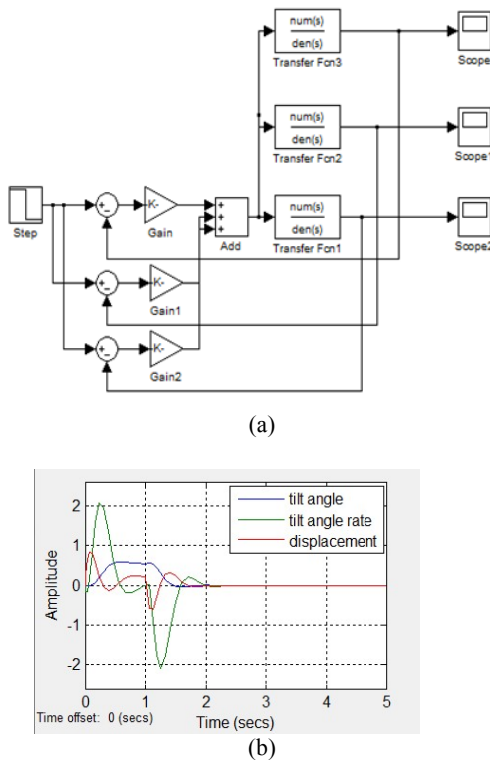 num(s)
den(s)
Transfer Fcn3
Scope
num(s)
den(s)
Transfer Fcn2
Scope1
Step
K-
Gain
Add
num(s)
den(s)
Transfer Fcn1
Scope2
K-
Gain1
K-
Gain2
(a)
tilt angle
tilt angle rate
displacement
Amplitude
2
1
0
-1
-2
0 1 2 3 4 5
Time offset: 0 (secs)
Time (secs)
(b)